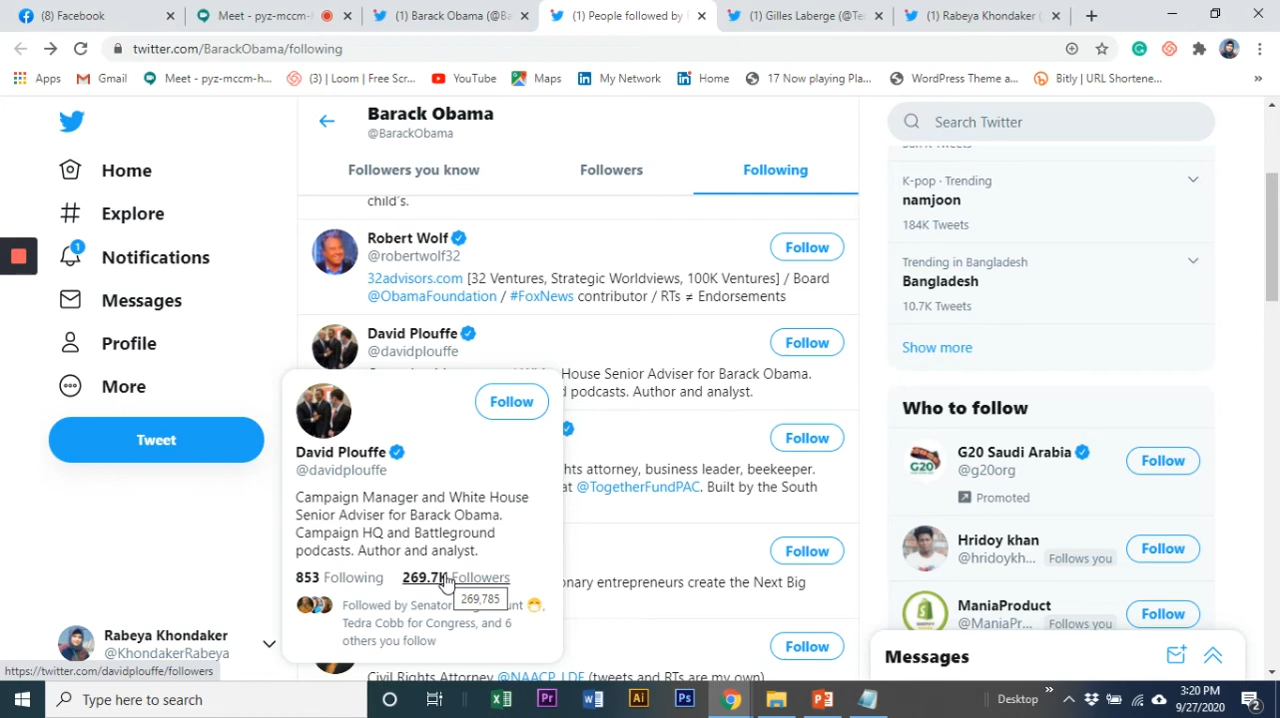 (8) Facebook
Meet - pyz-mccm-
(1) Barack Obama (@B
(1) People followed by
(1) Gilles Laberge (@Te
(1) Rabeya Khondaker (
twitter.com/BarackObama/following
Apps
Gmail
Meet - pyz-mccm-h...
(3) | Loom | Free Scr...
YouTube
Maps
My Network
Home
17 Now playing Pla...
WordPress Theme a...
Bitly | URL Shortene...
»
Home
Explore
1
Notifications
Messages
Profile
More
Tweet
Rabeya Khondaker
@KhondakerRabeya
https://twitter.com/davidplouffe/followers
Barack Obama
@BarackObama
Followers you know
Followers
Following
child's.
Robert Wolf
@robertwolf32
Follow
32advisors.com [32 Ventures, Strategic Worldviews, 100K Ventures] / Board
@ObamaFoundation / #FoxNews contributor / RTs ≠ Endorsements
David Plouffe
@davidplouffe
Follow
House Senior Adviser for Barack Obama.
podcasts. Author and analyst.
Follow
hts attorney, business leader, beekeeper.
at @TogetherFundPAC. Built by the South
Follow
onary entrepreneurs create the Next Big
Follow
Civil Rights Attorney @NAACP_LDF (tweets and RTs are my own)
Follow
David Plouffe
@davidplouffe
Campaign Manager and White House
Senior Adviser for Barack Obama.
Campaign HQ and Battleground
podcasts. Author and analyst.
853 Following
269.7K Followers
269,785
Followed by Senator
Tedra Cobb for Congress, and 6
others you follow
Search Twitter
K-pop · Trending
namjoon
184K Tweets
Trending in Bangladesh
Bangladesh
10.7K Tweets
Show more
Who to follow
G20 Saudi Arabia
@g20org
Follow
Promoted
Hridoy khan
@hridoykh... Follows you
Follow
ManiaProduct
@ManiaPr... Follows you
Follow
Messages
Type here to search
Desktop
»
3:20 PM
9/27/2020
2